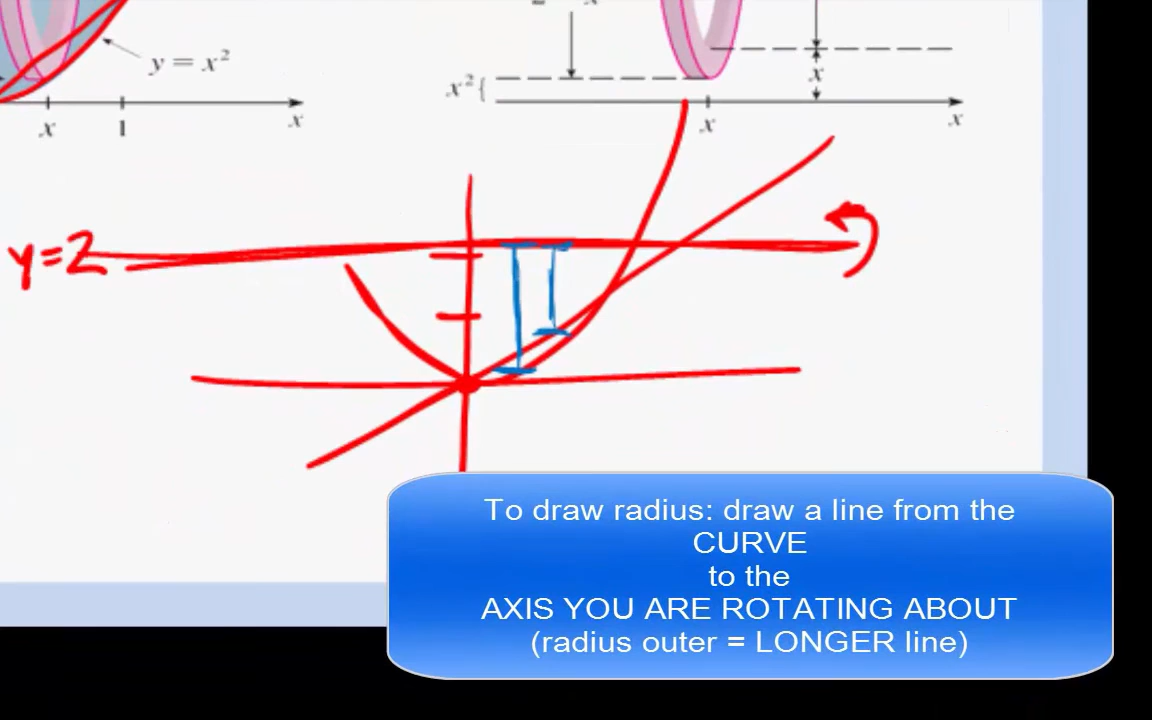 y = x²
x 1 x
x² {
x
x x
y=2
To draw radius: draw a line from the
CURVE
to the
AXIS YOU ARE ROTATING ABOUT
(radius outer = LONGER line)